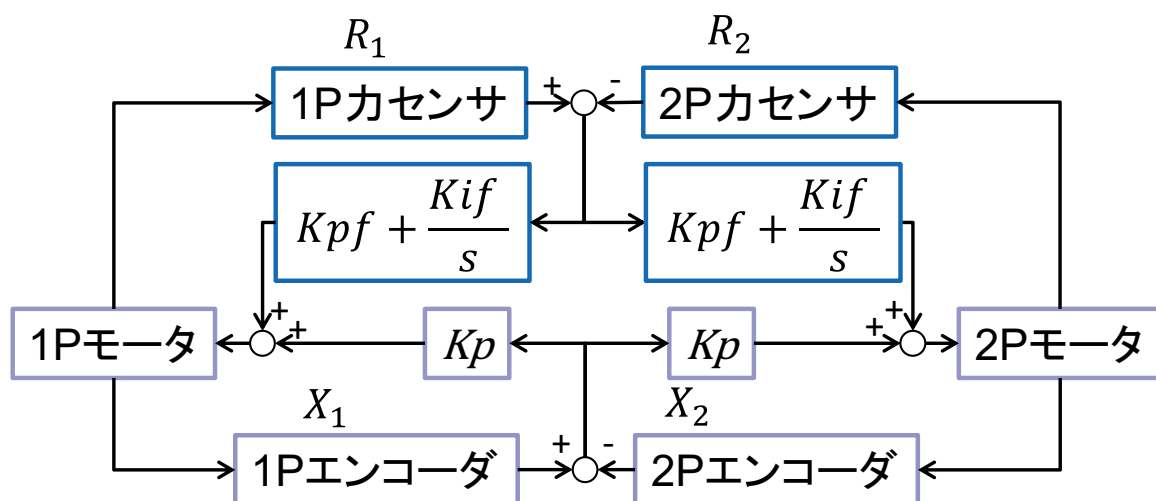 R₁
R₂
1P力センサ
+
-
2P力センサ
Kpf + Kif/s
Kpf + Kif/s
+
+
+
+
1Pモータ
Kp
Kp
2Pモータ
X₁
X₂
1Pエンコーダ
+
-
2Pエンコーダ